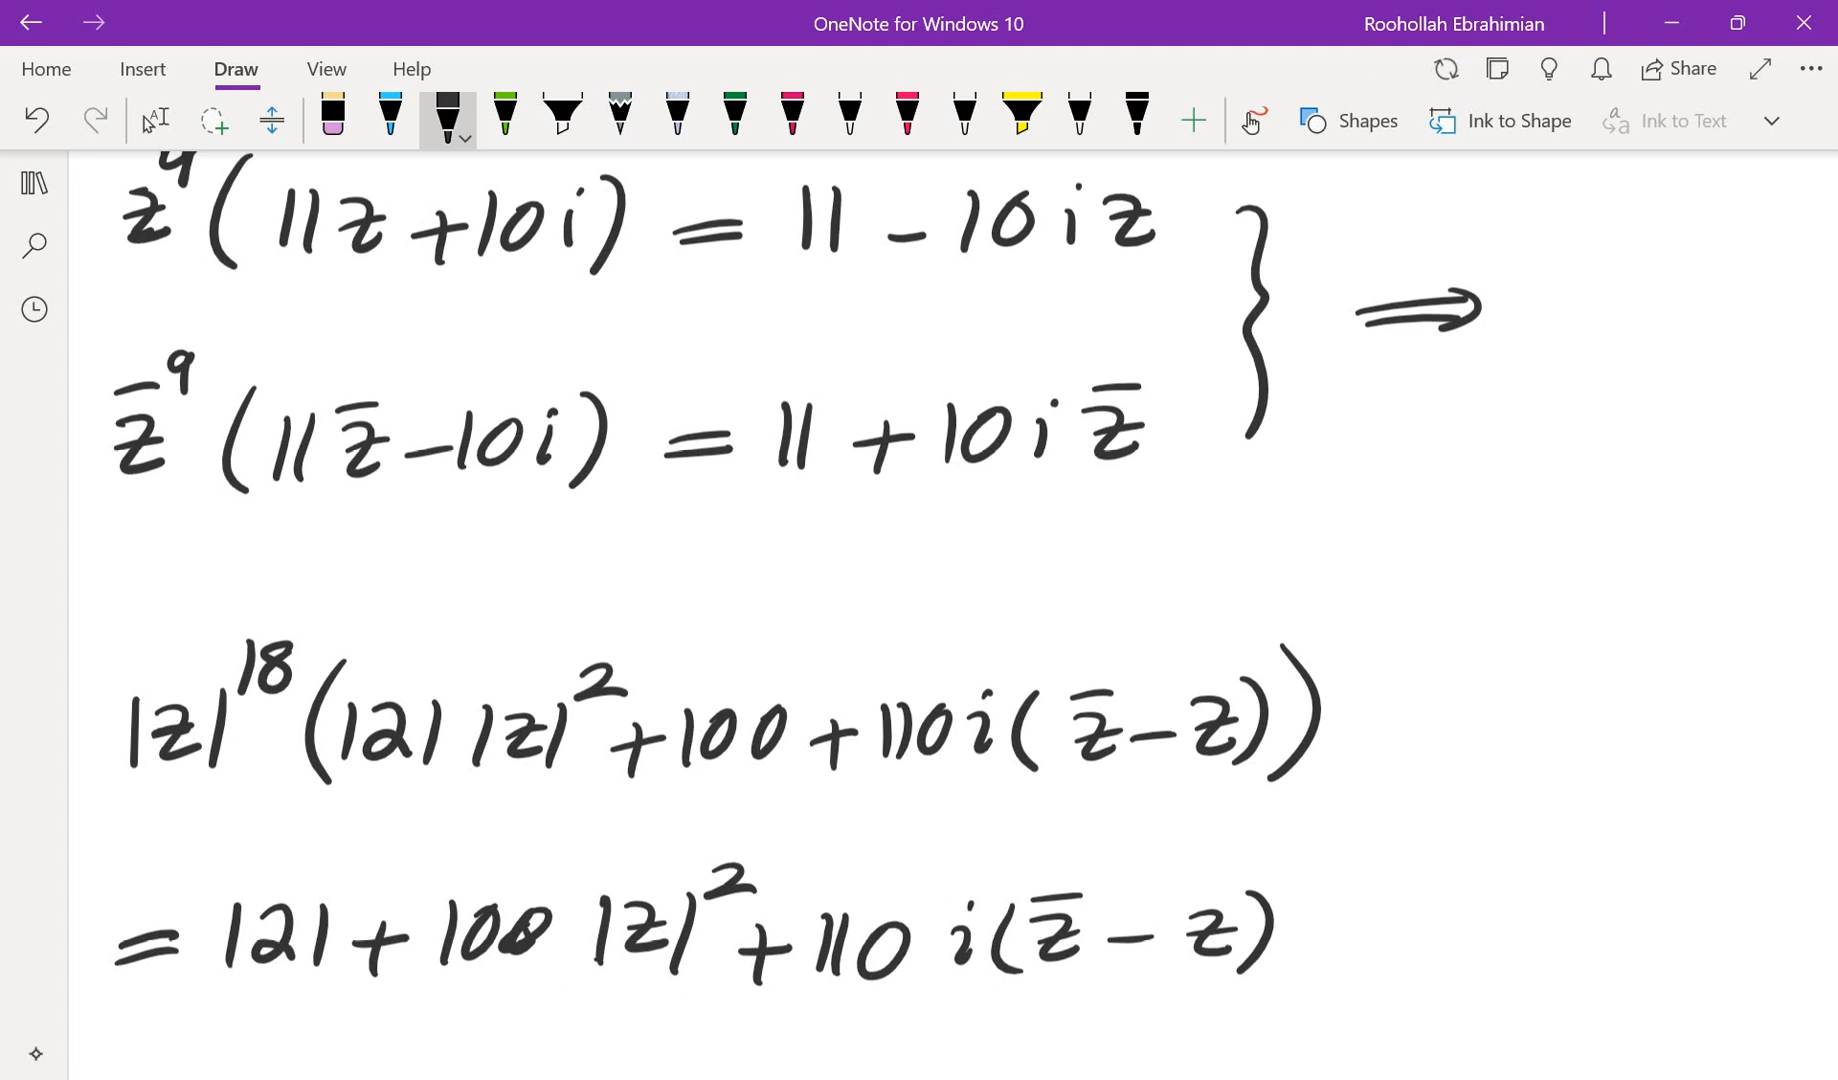 OneNote for Windows 10 Roohollah Ebrahimian
Home Insert Draw View Help Share
Shapes Ink to Shape Ink to Text
z⁹(11z+10i) = 11 - 10iz } ⟹
z̄⁹(11z̄-10i) = 11 + 10iz̄
|z|¹⁸(121|z|²+100+110i(z̄-z))
= 121+100|z|²+110i(z̄-z)